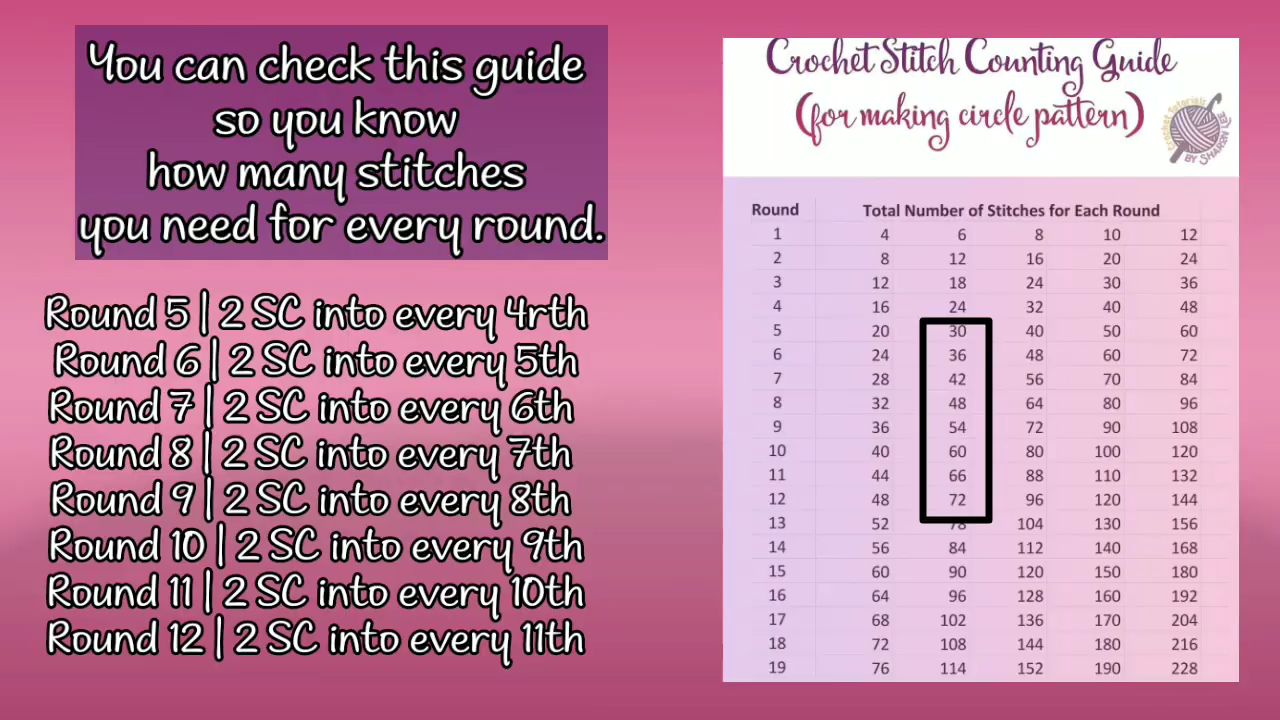 You can check this guide
so you know
how many stitches
you need for every round.
Round 5 | 2 SC into every 4rth
Round 6 | 2 SC into every 5th
Round 7 | 2 SC into every 6th
Round 8 | 2 SC into every 7th
Round 9 | 2 SC into every 8th
Round 10 | 2 SC into every 9th
Round 11 | 2 SC into every 10th
Round 12 | 2 SC into every 11th
Crochet Stitch Counting Guide
(for making circle pattern)
Crochet Tutorials
BY SHARSN LEE
Round Total Number of Stitches for Each Round
1 4 6 8 10 12
2 8 12 16 20 24
3 12 18 24 30 36
4 16 24 32 40 48
5 20 30 40 50 60
6 24 36 48 60 72
7 28 42 56 70 84
8 32 48 64 80 96
9 36 54 72 90 108
10 40 60 80 100 120
11 44 66 88 110 132
12 48 72 96 120 144
13 52 78 104 130 156
14 56 84 112 140 168
15 60 90 120 150 180
16 64 96 128 160 192
17 68 102 136 170 204
18 72 108 144 180 216
19 76 114 152 190 228